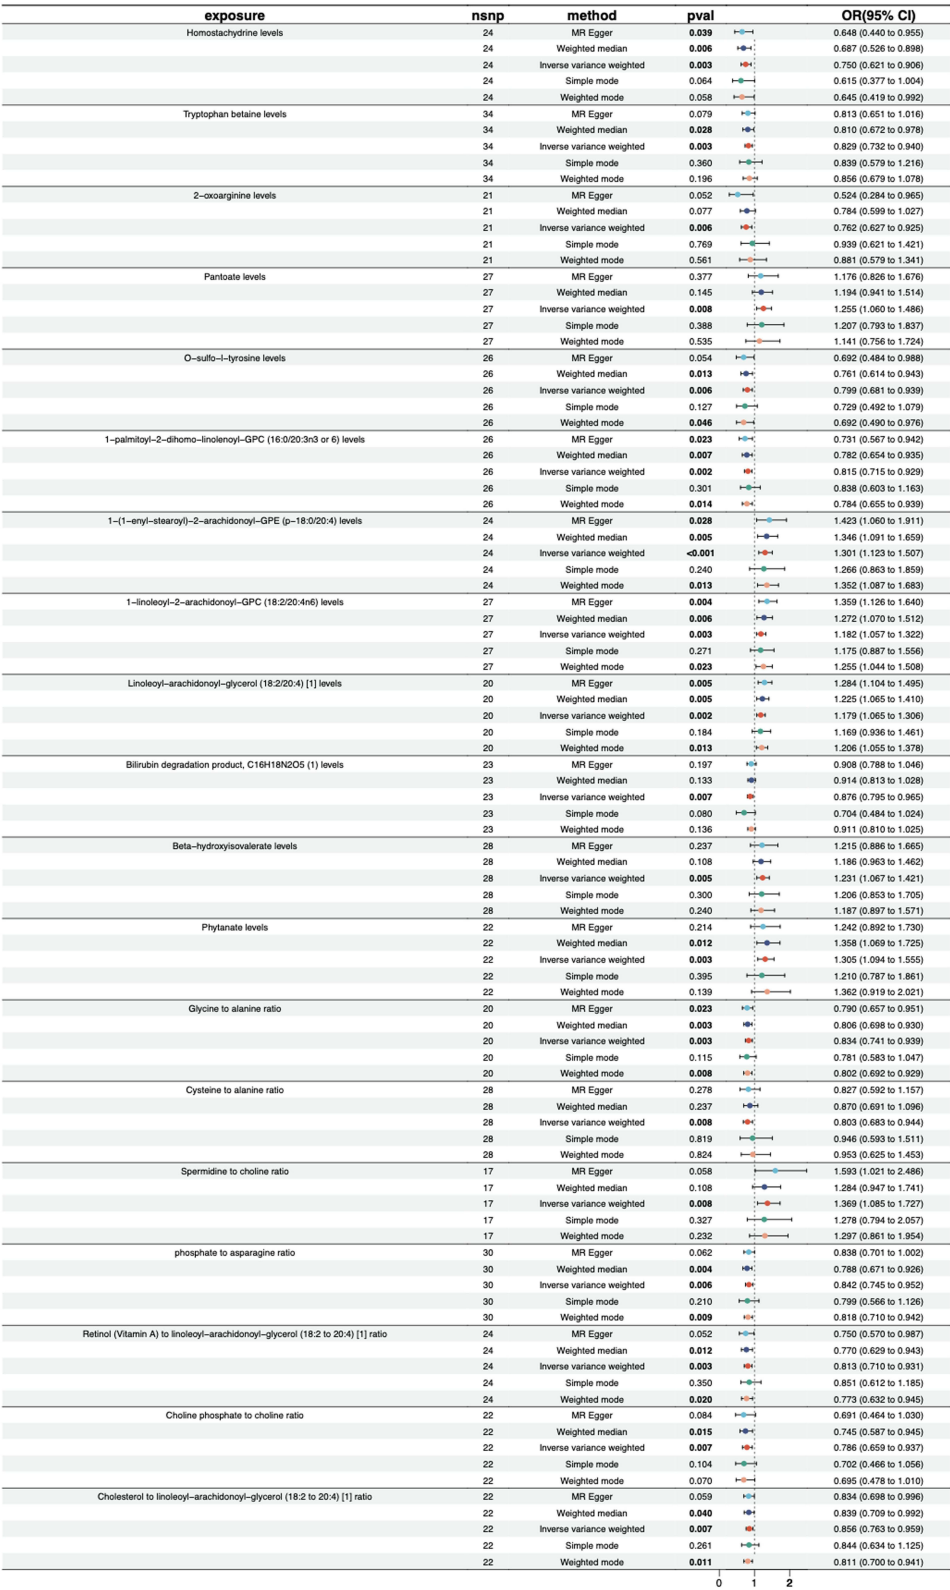 exposure nsnp method pval OR(95% CI)
Homostachydrine levels 24 MR Egger 0.039 0.648 (0.440 to 0.955)
24 Weighted median 0.006 0.687 (0.526 to 0.898)
24 Inverse variance weighted 0.003 0.750 (0.621 to 0.906)
24 Simple mode 0.064 0.615 (0.377 to 1.004)
24 Weighted mode 0.058 0.645 (0.419 to 0.992)
Tryptophan betaine levels 34 MR Egger 0.079 0.813 (0.651 to 1.016)
34 Weighted median 0.028 0.810 (0.672 to 0.978)
34 Inverse variance weighted 0.003 0.829 (0.732 to 0.940)
34 Simple mode 0.360 0.839 (0.579 to 1.216)
34 Weighted mode 0.196 0.856 (0.679 to 1.078)
2−oxoarginine levels 21 MR Egger 0.052 0.524 (0.284 to 0.965)
21 Weighted median 0.077 0.784 (0.599 to 1.027)
21 Inverse variance weighted 0.006 0.762 (0.627 to 0.925)
21 Simple mode 0.769 0.939 (0.621 to 1.421)
21 Weighted mode 0.561 0.881 (0.579 to 1.341)
Pantoate levels 27 MR Egger 0.377 1.176 (0.826 to 1.676)
27 Weighted median 0.145 1.194 (0.941 to 1.514)
27 Inverse variance weighted 0.008 1.255 (1.060 to 1.486)
27 Simple mode 0.388 1.207 (0.793 to 1.837)
27 Weighted mode 0.535 1.141 (0.756 to 1.724)
O−sulfo−l−tyrosine levels 26 MR Egger 0.054 0.692 (0.484 to 0.988)
26 Weighted median 0.013 0.761 (0.614 to 0.943)
26 Inverse variance weighted 0.006 0.799 (0.681 to 0.939)
26 Simple mode 0.127 0.729 (0.492 to 1.079)
26 Weighted mode 0.046 0.692 (0.490 to 0.976)
1−palmitoyl−2−dihomo−linolenoyl−GPC (16:0/20:3n3 or 6) levels 26 MR Egger 0.023 0.731 (0.567 to 0.942)
26 Weighted median 0.007 0.782 (0.654 to 0.935)
26 Inverse variance weighted 0.002 0.815 (0.715 to 0.929)
26 Simple mode 0.301 0.838 (0.603 to 1.163)
26 Weighted mode 0.014 0.784 (0.655 to 0.939)
1−(1−enyl−stearoyl)−2−arachidonoyl−GPE (p−18:0/20:4) levels 24 MR Egger 0.028 1.423 (1.060 to 1.911)
24 Weighted median 0.005 1.346 (1.091 to 1.659)
24 Inverse variance weighted <0.001 1.301 (1.123 to 1.507)
24 Simple mode 0.240 1.266 (0.863 to 1.859)
24 Weighted mode 0.013 1.352 (1.087 to 1.683)
1−linoleoyl−2−arachidonoyl−GPC (18:2/20:4n6) levels 27 MR Egger 0.004 1.359 (1.126 to 1.640)
27 Weighted median 0.006 1.272 (1.070 to 1.512)
27 Inverse variance weighted 0.003 1.182 (1.057 to 1.322)
27 Simple mode 0.271 1.175 (0.887 to 1.556)
27 Weighted mode 0.023 1.255 (1.044 to 1.508)
Linoleoyl−arachidonoyl−glycerol (18:2/20:4) [1] levels 20 MR Egger 0.005 1.284 (1.104 to 1.495)
20 Weighted median 0.005 1.225 (1.065 to 1.410)
20 Inverse variance weighted 0.002 1.179 (1.065 to 1.306)
20 Simple mode 0.184 1.169 (0.936 to 1.461)
20 Weighted mode 0.013 1.206 (1.055 to 1.378)
Bilirubin degradation product, C16H18N2O5 (1) levels 23 MR Egger 0.197 0.908 (0.788 to 1.046)
23 Weighted median 0.133 0.914 (0.813 to 1.028)
23 Inverse variance weighted 0.007 0.876 (0.795 to 0.965)
23 Simple mode 0.080 0.704 (0.484 to 1.024)
23 Weighted mode 0.136 0.911 (0.810 to 1.025)
Beta−hydroxyisovalerate levels 28 MR Egger 0.237 1.215 (0.886 to 1.665)
28 Weighted median 0.108 1.186 (0.963 to 1.462)
28 Inverse variance weighted 0.005 1.231 (1.067 to 1.421)
28 Simple mode 0.300 1.206 (0.853 to 1.705)
28 Weighted mode 0.240 1.187 (0.897 to 1.571)
Phytanate levels 22 MR Egger 0.214 1.242 (0.892 to 1.730)
22 Weighted median 0.012 1.358 (1.069 to 1.725)
22 Inverse variance weighted 0.003 1.305 (1.094 to 1.555)
22 Simple mode 0.395 1.210 (0.787 to 1.861)
22 Weighted mode 0.139 1.362 (0.919 to 2.021)
Glycine to alanine ratio 20 MR Egger 0.023 0.790 (0.657 to 0.951)
20 Weighted median 0.003 0.806 (0.698 to 0.930)
20 Inverse variance weighted 0.003 0.834 (0.741 to 0.939)
20 Simple mode 0.115 0.781 (0.583 to 1.047)
20 Weighted mode 0.008 0.802 (0.692 to 0.929)
Cysteine to alanine ratio 28 MR Egger 0.278 0.827 (0.592 to 1.157)
28 Weighted median 0.237 0.870 (0.691 to 1.096)
28 Inverse variance weighted 0.008 0.803 (0.683 to 0.944)
28 Simple mode 0.819 0.946 (0.593 to 1.511)
28 Weighted mode 0.824 0.953 (0.625 to 1.453)
Spermidine to choline ratio 17 MR Egger 0.058 1.593 (1.021 to 2.486)
17 Weighted median 0.108 1.284 (0.947 to 1.741)
17 Inverse variance weighted 0.008 1.369 (1.085 to 1.727)
17 Simple mode 0.327 1.278 (0.794 to 2.057)
17 Weighted mode 0.232 1.297 (0.861 to 1.954)
phosphate to asparagine ratio 30 MR Egger 0.062 0.838 (0.701 to 1.002)
30 Weighted median 0.004 0.788 (0.671 to 0.926)
30 Inverse variance weighted 0.006 0.842 (0.745 to 0.952)
30 Simple mode 0.210 0.799 (0.566 to 1.126)
30 Weighted mode 0.009 0.818 (0.710 to 0.942)
Retinol (Vitamin A) to linoleoyl−arachidonoyl−glycerol (18:2 to 20:4) [1] ratio 24 MR Egger 0.052 0.750 (0.570 to 0.987)
24 Weighted median 0.012 0.770 (0.629 to 0.943)
24 Inverse variance weighted 0.003 0.813 (0.710 to 0.931)
24 Simple mode 0.350 0.851 (0.612 to 1.185)
24 Weighted mode 0.020 0.773 (0.632 to 0.945)
Choline phosphate to choline ratio 22 MR Egger 0.084 0.691 (0.464 to 1.030)
22 Weighted median 0.015 0.745 (0.587 to 0.945)
22 Inverse variance weighted 0.007 0.786 (0.659 to 0.937)
22 Simple mode 0.104 0.702 (0.466 to 1.056)
22 Weighted mode 0.070 0.695 (0.478 to 1.010)
Cholesterol to linoleoyl−arachidonoyl−glycerol (18:2 to 20:4) [1] ratio 22 MR Egger 0.059 0.834 (0.698 to 0.996)
22 Weighted median 0.040 0.839 (0.709 to 0.992)
22 Inverse variance weighted 0.007 0.856 (0.763 to 0.959)
22 Simple mode 0.261 0.844 (0.634 to 1.125)
22 Weighted mode 0.011 0.811 (0.700 to 0.941)
0 1 2